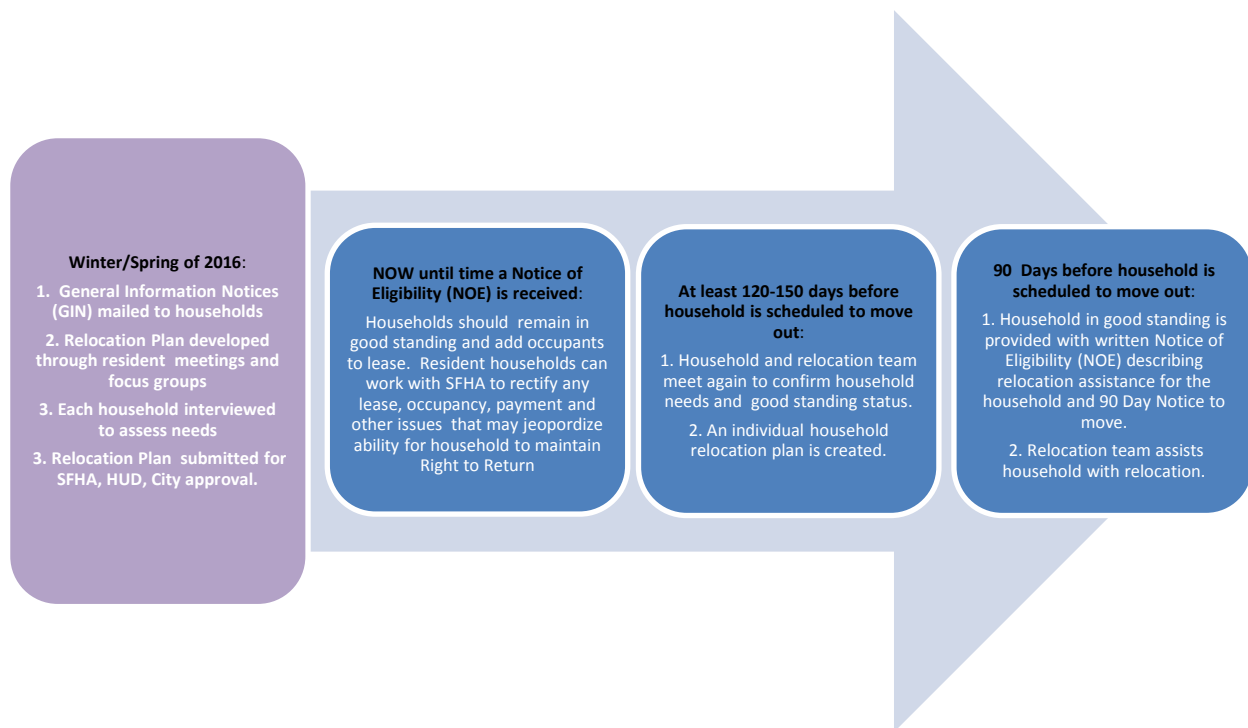 Winter/Spring of 2016:
1. General Information Notices
(GIN) mailed to households
2. Relocation Plan developed
through resident meetings and
focus groups
3. Each household interviewed
to assess needs
3. Relocation Plan submitted for
SFHA, HUD, City approval.
NOW until time a Notice of
Eligibility (NOE) is received:
Households should remain in
good standing and add occupants
to lease. Resident households can
work with SFHA to rectify any
lease, occupancy, payment and
other issues that may jeopordize
ability for household to maintain
Right to Return
At least 120-150 days before
household is scheduled to move
out:
1. Household and relocation team
meet again to confirm household
needs and good standing status.
2. An individual household
relocation plan is created.
90 Days before household is
scheduled to move out:
1. Household in good standing is
provided with written Notice of
Eligibility (NOE) describing
relocation assistance for the
household and 90 Day Notice to
move.
2. Relocation team assists
household with relocation.